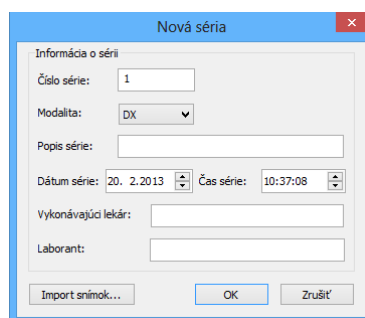 Nová séria
Informácia o sérii
Číslo série: 1
Modalita: DX
Popis série:
Dátum série: 20. 2.2013 Čas série: 10:37:08
Vykonávajúci lekár:
Laborant:
Import snímok... OK Zrušiť